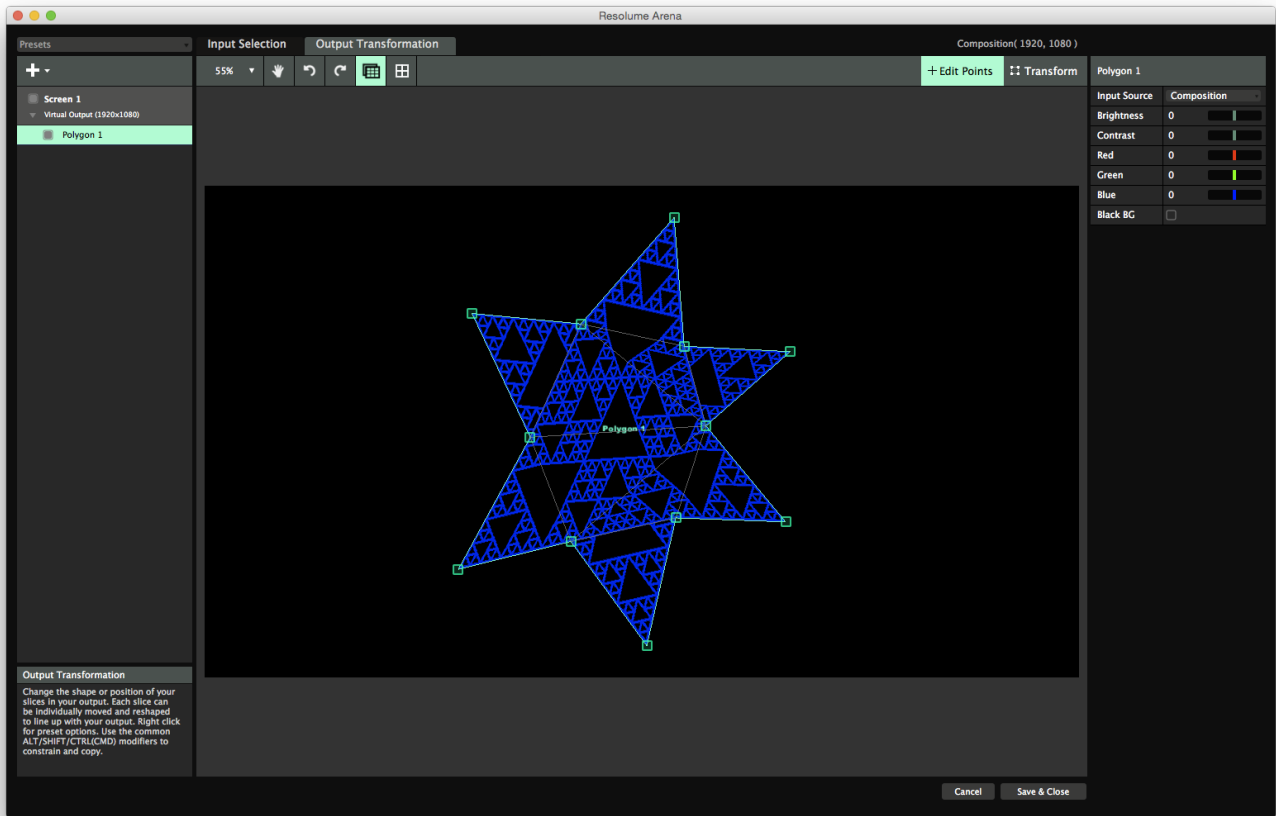 Resolume Arena
Presets
Input Selection
Output Transformation
Composition( 1920, 1080 )
55%
Edit Points
Transform
Polygon 1
Screen 1
Virtual Output (1920x1080)
Polygon 1
Input Source Composition
Brightness 0
Contrast 0
Red 0
Green 0
Blue 0
Black BG
Polygon 1
Output Transformation
Change the shape or position of your
slices in your output. Each slice can
be individually moved and reshaped
to line up with your output. Right click
for preset options. Use the common
ALT/SHIFT/CTRL(CMD) modifiers to
constrain and copy.
Cancel
Save & Close